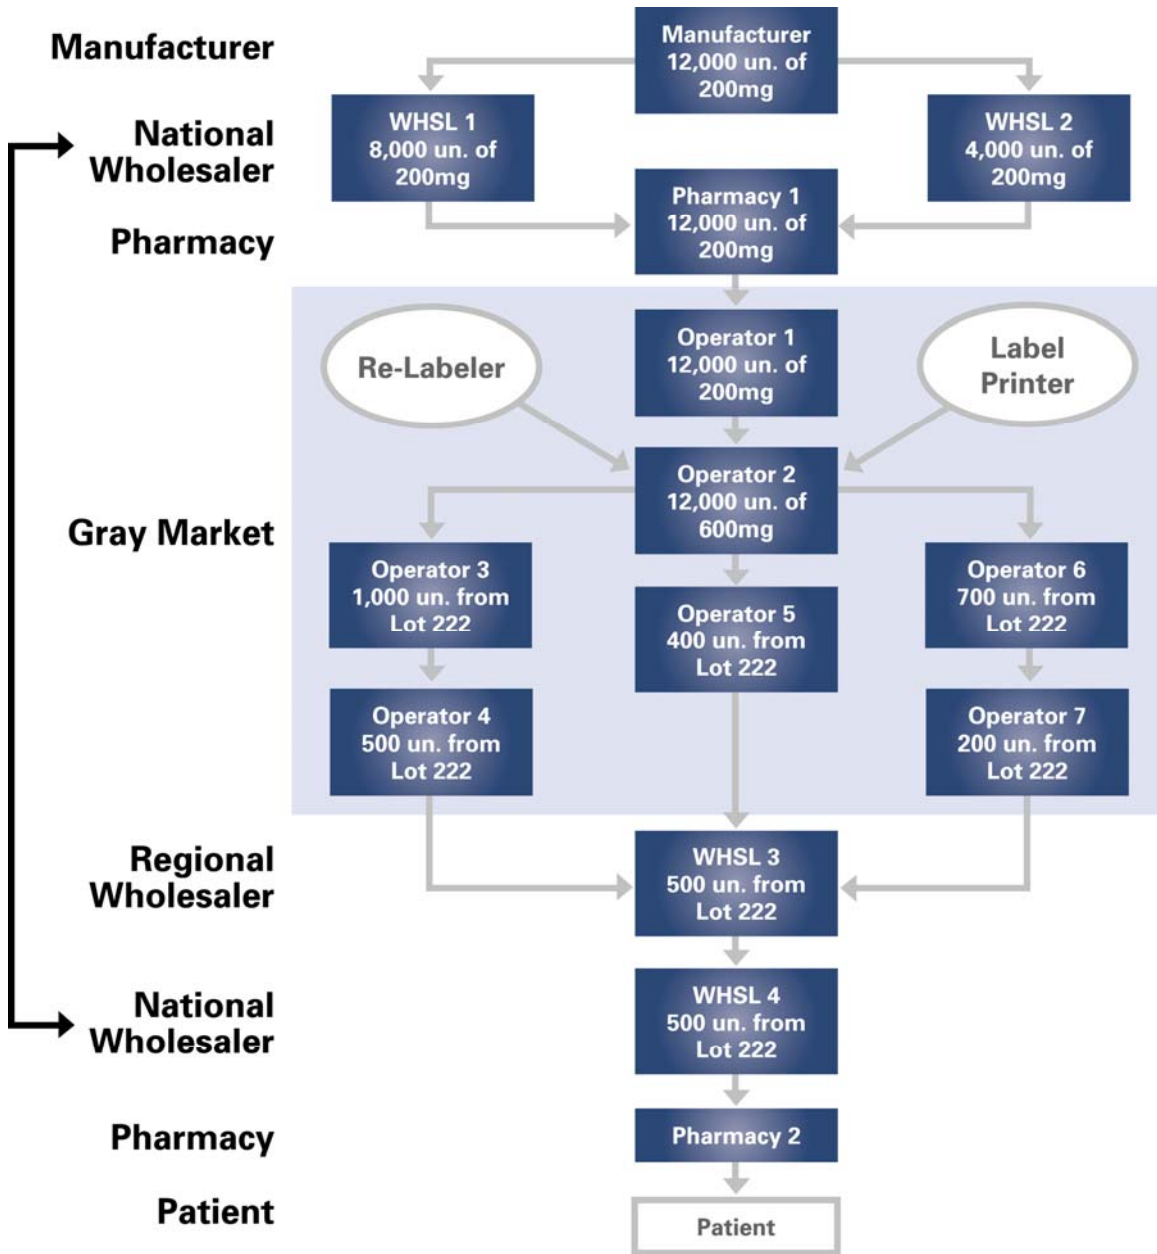 Manufacturer
Manufacturer
12,000 un. of
200mg
National
Wholesaler
WHSL 1
8,000 un. of
200mg
WHSL 2
4,000 un. of
200mg
Pharmacy
Pharmacy 1
12,000 un. of
200mg
Gray Market
Re-Labeler
Operator 1
12,000 un. of
200mg
Label
Printer
Operator 2
12,000 un. of
600mg
Operator 3
1,000 un. from
Lot 222
Operator 5
400 un. from
Lot 222
Operator 6
700 un. from
Lot 222
Operator 4
500 un. from
Lot 222
Operator 7
200 un. from
Lot 222
Regional
Wholesaler
WHSL 3
500 un. from
Lot 222
National
Wholesaler
WHSL 4
500 un. from
Lot 222
Pharmacy
Pharmacy 2
Patient
Patient